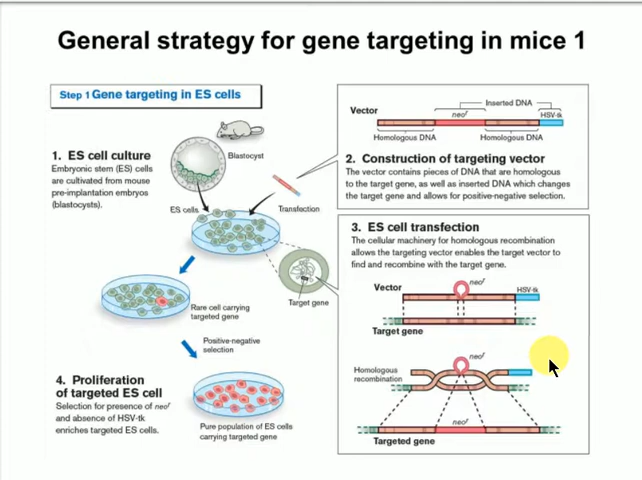 General strategy for gene targeting in mice 1
Step 1 Gene targeting in ES cells
1. ES cell culture
Embryonic stem (ES) cells
are cultivated from mouse
pre-implantation embryos
(blastocysts).
Blastocyst
ES cells
Transfection
Target gene
Rare cell carrying
targeted gene
Positive-negative
selection
4. Proliferation
of targeted ES cell
Selection for presence of neoʳ
and absence of HSV-tk
enriches targeted ES cells.
Pure population of ES cells
carrying targeted gene
Inserted DNA
Vector
neoʳ
HSV-tk
Homologous DNA
Homologous DNA
2. Construction of targeting vector
The vector contains pieces of DNA that are homologous
to the target gene, as well as inserted DNA which changes
the target gene and allows for positive-negative selection.
3. ES cell transfection
The cellular machinery for homologous recombination
allows the targeting vector enables the target vector to
find and recombine with the target gene.
neoʳ
Vector
HSV-tk
Target gene
neoʳ
Homologous
recombination
neoʳ
Targeted gene